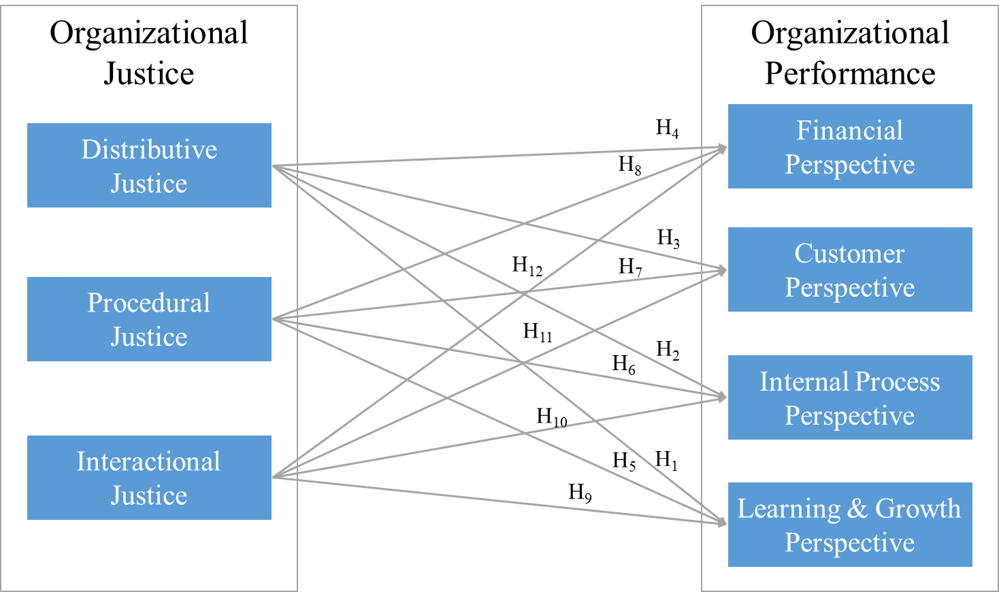 Organizational
Justice
Distributive
Justice
Procedural
Justice
Interactional
Justice
H4
H8
H3
H12
H7
H11
H2
H6
H10
H5
H1
H9
Organizational
Performance
Financial
Perspective
Customer
Perspective
Internal Process
Perspective
Learning & Growth
Perspective